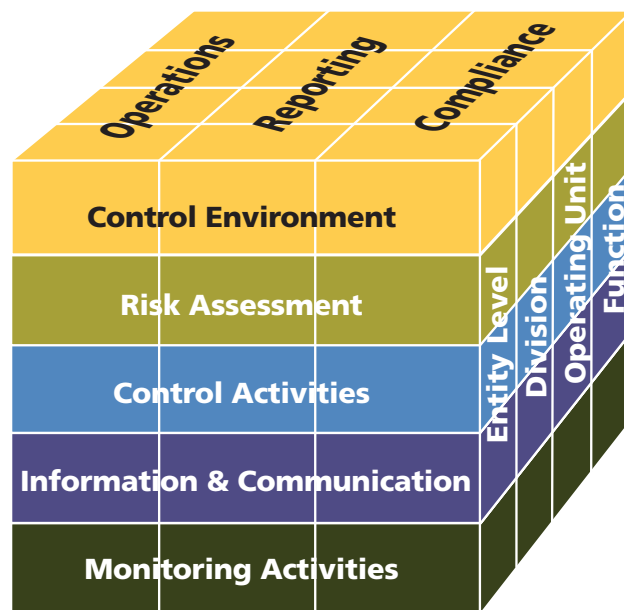 Operations
Reporting
Compliance
Control Environment
Risk Assessment
Control Activities
Information & Communication
Monitoring Activities
Entity Level
Division
Operating Unit
Function